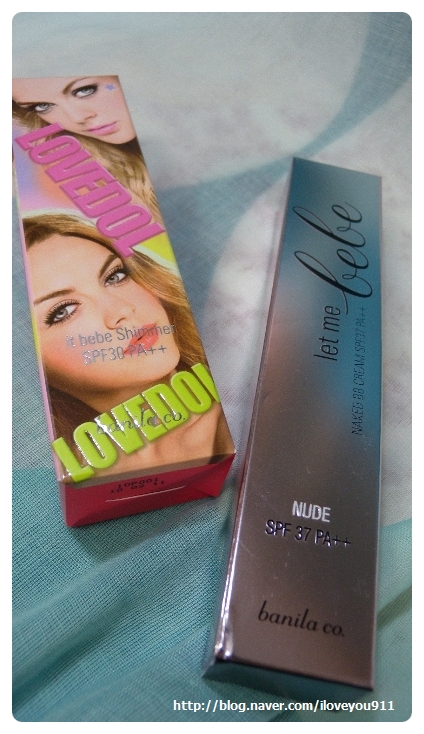 LOVEDOL
it bebe Shimmer
SPF30 PA++
LOVEDOL
banila co.
let me bebe
NAKED BB CREAM SPF37 PA++
NUDE
SPF 37 PA++
banila co.
http://blog.naver.com/iloveyou911